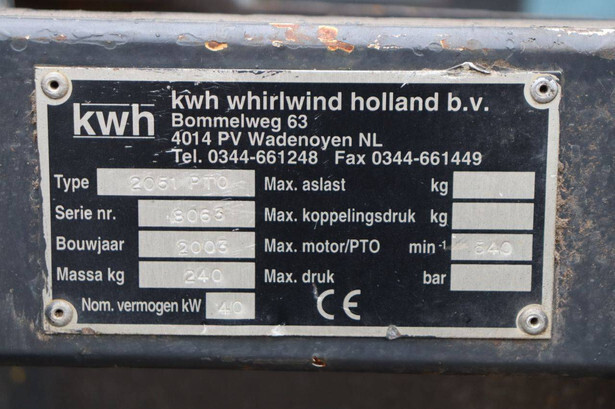 kwh
kwh whirlwind holland b.v.
Bommelweg 63
4014 PV Wadenoyen NL
Tel. 0344-661248 Fax 0344-661449
Type 2051 PTO Max. aslast kg
Serie nr. 8063 Max. koppelingsdruk kg
Bouwjaar 2003 Max. motor/PTO min⁻¹ 540
Massa kg 240 Max. druk bar
Nom. vermogen kW 40 CE